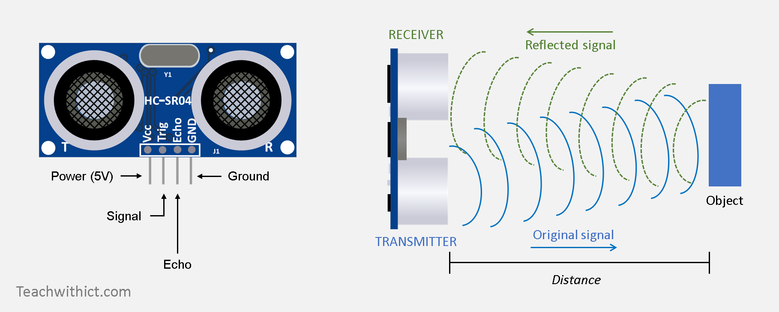 Y1
HC-SR04
Vcc
Trig
Echo
GND
T
J1
R
Power (5V)
Ground
Signal
Echo
Teachwithict.com
RECEIVER
Reflected signal
Object
TRANSMITTER
Original signal
Distance